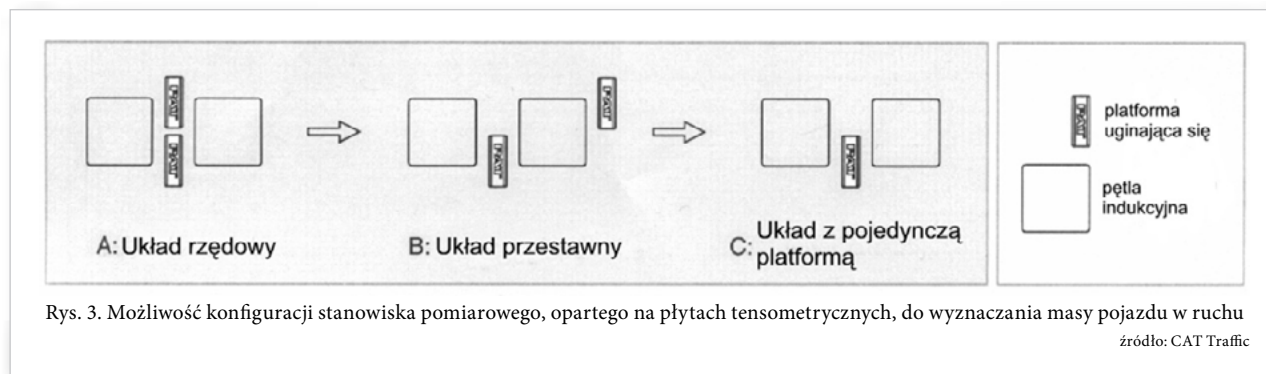 platforma
uginająca się
pętla
indukcyjna
A: Układ rzędowy
B: Układ przestawny
C: Układ z pojedynczą
platformą
Rys. 3. Możliwość konfiguracji stanowiska pomiarowego, opartego na płytach tensometrycznych, do wyznaczania masy pojazdu w ruchu
źródło: CAT Traffic